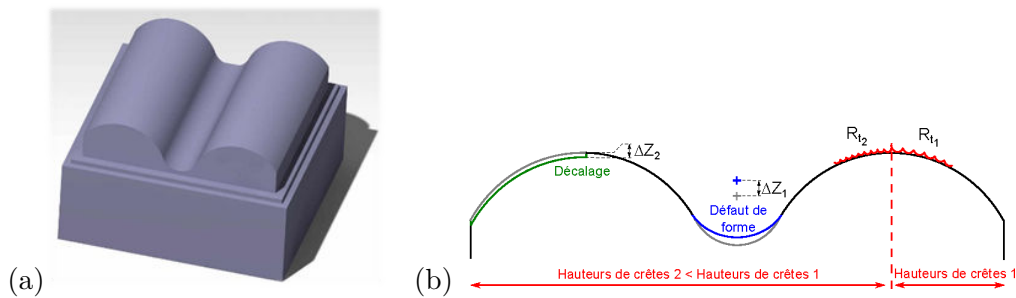 (a)
(b)
Décalage
ΔZ₂
ΔZ₁
Défaut de
forme
Rt₂
Rt₁
Hauteurs de crêtes 2 < Hauteurs de crêtes 1
Hauteurs de crêtes 1